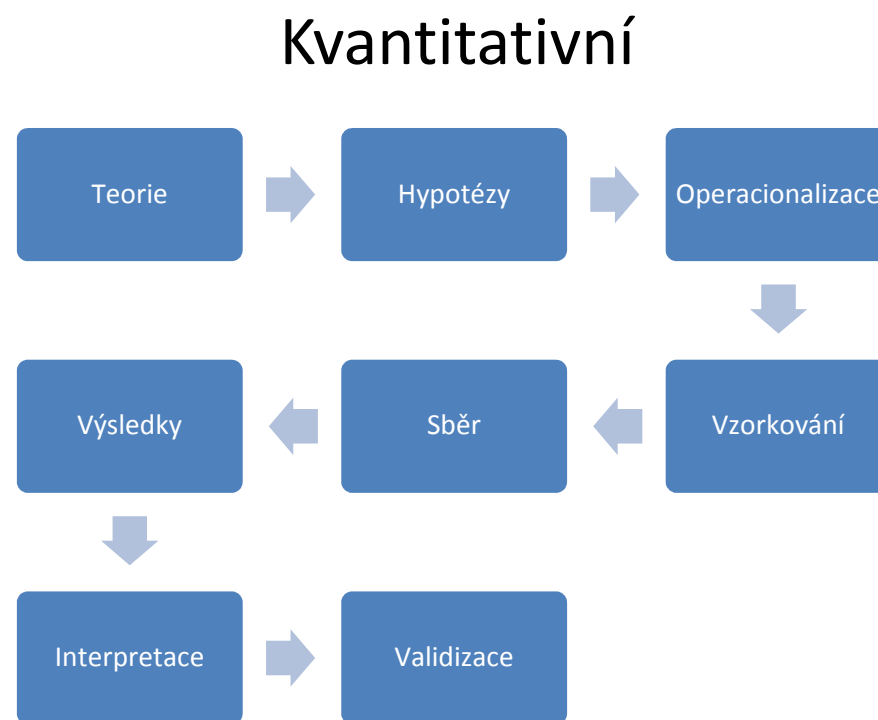 Kvantitativní
Teorie
Hypotézy
Operacionalizace
Vzorkování
Sběr
Výsledky
Interpretace
Validizace